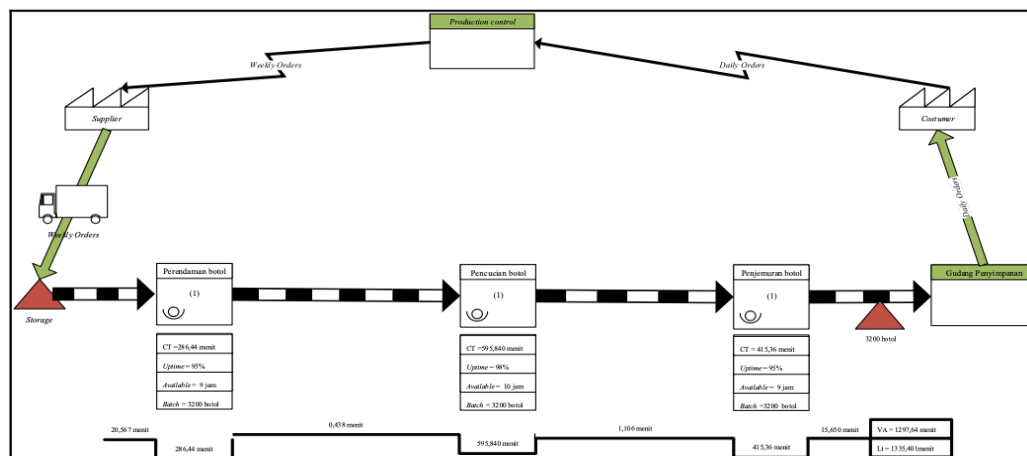 Production control
Weekly Orders
Daily Orders
Supplier
Costumer
Weekly Orders
Daily Orders
Storage
Perendaman botol
(1)
Pencucian botol
(1)
Penjemuran botol
(1)
Gudang Penyimpanan
3200 botol
CT =286,44 menit
Uptime = 95%
Available = 9 jam
Batch = 3200 botol
CT =595,840 menit
Uptime = 98%
Available = 10 jam
Batch = 3200 botol
CT = 415,36 menit
Uptime = 95%
Available = 9 jam
Batch =3200 botol
20,567 menit
286,44 menit
0,438 menit
595,840 menit
1,106 menit
415,36 menit
15,650 menit
VA = 1297,64 menit
Lt = 1335,401menit